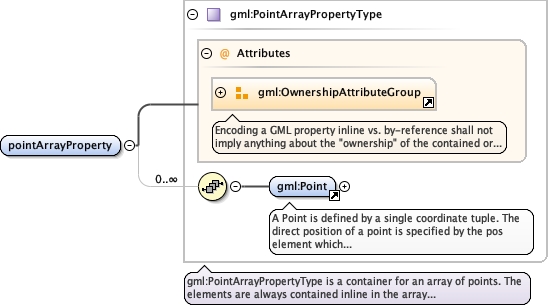 gml:PointArrayPropertyType
@ Attributes
gml:OwnershipAttributeGroup
Encoding a GML property inline vs. by-reference shall not
imply anything about the "ownership" of the contained or...
pointArrayProperty
0..∞
gml:Point
A Point is defined by a single coordinate tuple. The
direct position of a point is specified by the pos
element which...
gml:PointArrayPropertyType is a container for an array of points. The
elements are always contained inline in the array...